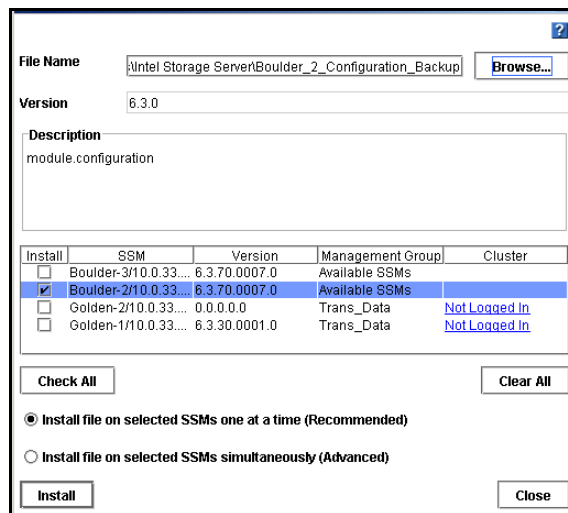 ?
File Name :\Intel Storage Server\Boulder_2_Configuration_Backup Browse...
Version 6.3.0
Description
module.configuration
Install SSM Version Management Group Cluster
Boulder-3/10.0.33.... 6.3.70.0007.0 Available SSMs
Boulder-2/10.0.33.... 6.3.70.0007.0 Available SSMs
Golden-2/10.0.33.... 0.0.0.0.0 Trans_Data Not Logged In
Golden-1/10.0.33.... 6.3.30.0001.0 Trans_Data Not Logged In
Check All Clear All
Install file on selected SSMs one at a time (Recommended)
Install file on selected SSMs simultaneously (Advanced)
Install Close